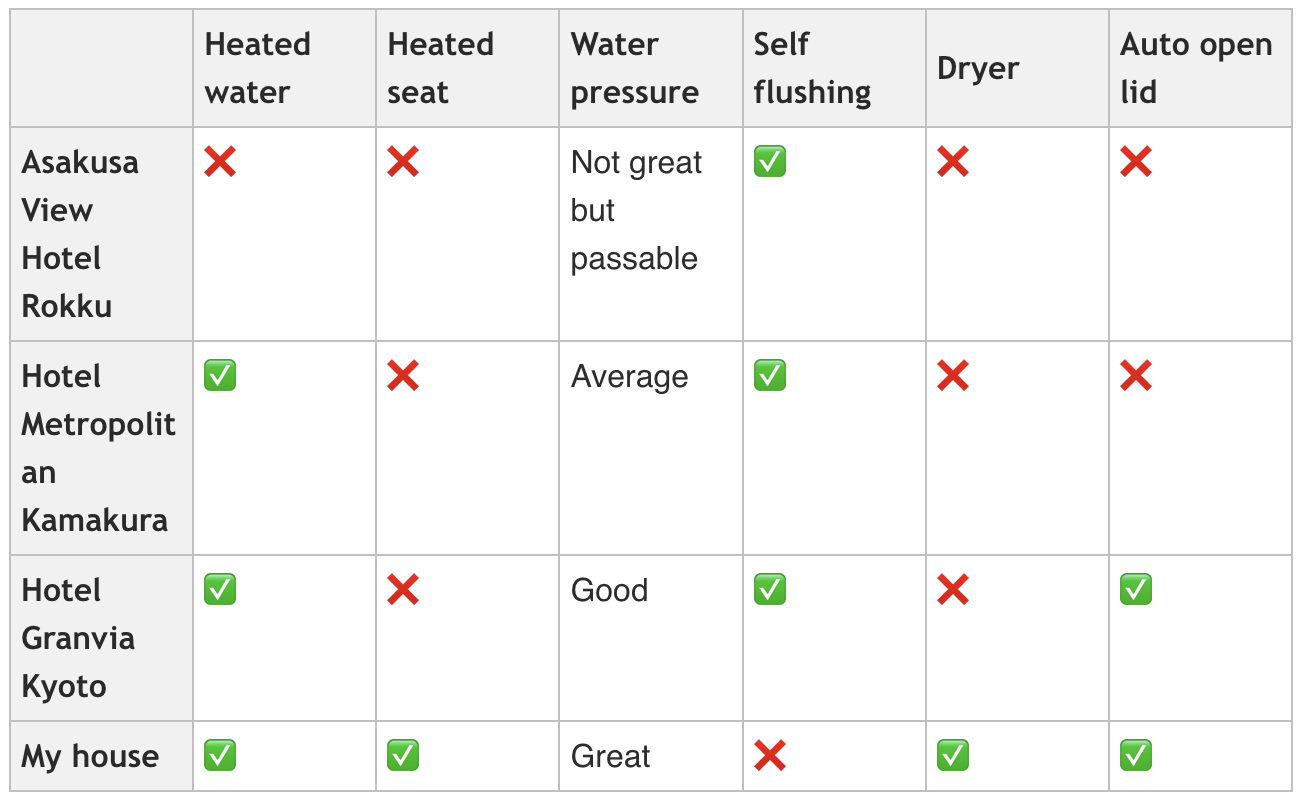 Heated water
Heated seat
Water pressure
Self flushing
Dryer
Auto open lid
Asakusa View Hotel Rokku
❌
❌
Not great but passable
✅
❌
❌
Hotel Metropolitan Kamakura
✅
❌
Average
✅
❌
❌
Hotel Granvia Kyoto
✅
❌
Good
✅
❌
✅
My house
✅
✅
Great
❌
✅
✅